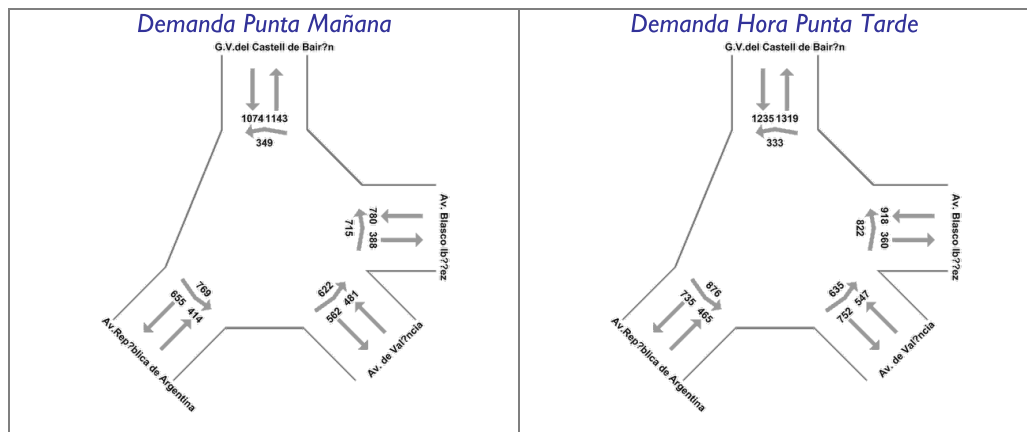 Demanda Punta Mañana
G.V.del Castell de Bair?n
1074 1143
349
780
388
715
Av. Blasco Ib??ez
769
655 414
622
562 481
Av.Rep?blica de Argentina
Av. de Val?ncia
Demanda Hora Punta Tarde
G.V.del Castell de Bair?n
1235 1319
333
918
360
822
Av. Blasco Ib??ez
876
735 465
635
752 547
Av.Rep?blica de Argentina
Av. de Val?ncia